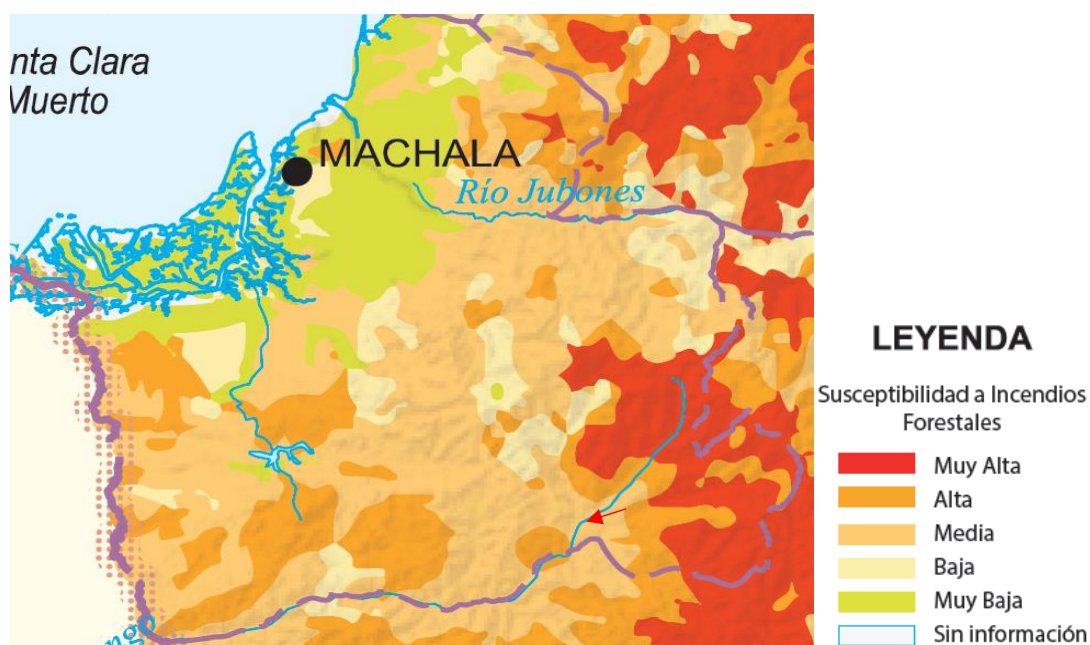 nta Clara
Muerto
MACHALA
Río Jubones
ngo
LEYENDA
Susceptibilidad a Incendios
Forestales
Muy Alta
Alta
Media
Baja
Muy Baja
Sin información